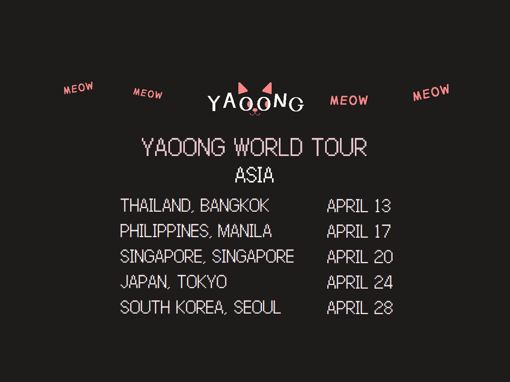 MEOW MEOW YAOONG MEOW MEOW
YAOONG WORLD TOUR
ASIA
THAILAND, BANGKOK APRIL 13
PHILIPPINES, MANILA APRIL 17
SINGAPORE, SINGAPORE APRIL 20
JAPAN, TOKYO APRIL 24
SOUTH KOREA, SEOUL APRIL 28